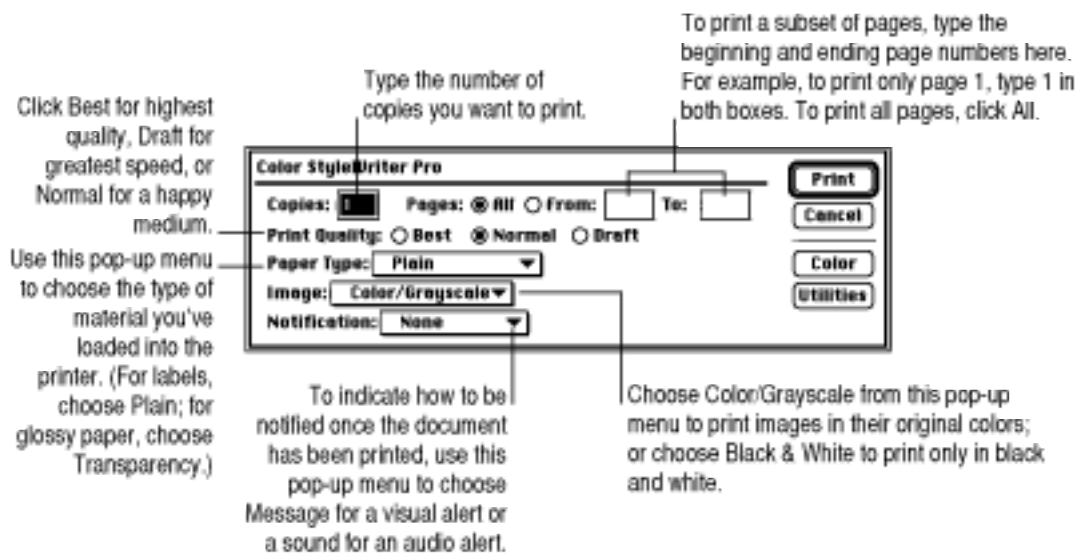 To print a subset of pages, type the
beginning and ending page numbers here.
For example, to print only page 1, type 1 in
both boxes. To print all pages, click All.
Type the number of
copies you want to print.
Click Best for highest
quality, Draft for
greatest speed, or
Normal for a happy
medium.
Use this pop-up menu
to choose the type of
material you've
loaded into the
printer. (For labels,
choose Plain; for
glossy paper, choose
Transparency.)
Color StyleWriter Pro
Copies: 1 Pages: All From: To:
Print Quality: Best Normal Draft
Paper Type: Plain
Image: Color/Grayscale
Notification: None
Print
Cancel
Color
Utilities
To indicate how to be
notified once the document
has been printed, use this
pop-up menu to choose
Message for a visual alert or
a sound for an audio alert.
Choose Color/Grayscale from this pop-up
menu to print images in their original colors;
or choose Black & White to print only in black
and white.